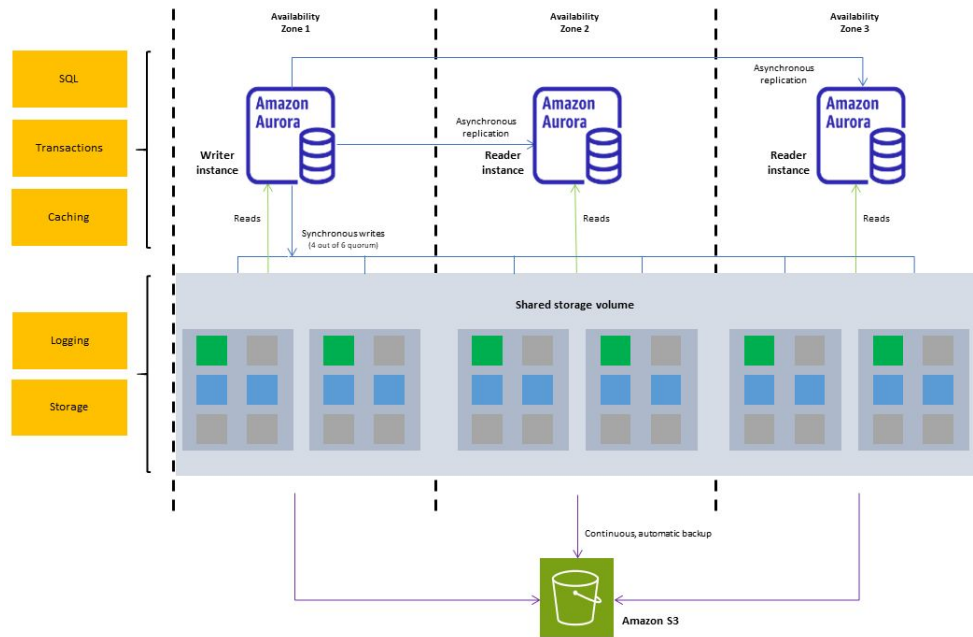 Availability
Zone 1
Availability
Zone 2
Availability
Zone 3
SQL
Transactions
Caching
Logging
Storage
Amazon
Aurora
Writer
instance
Asynchronous
replication
Amazon
Aurora
Reader
instance
Asynchronous
replication
Amazon
Aurora
Reader
instance
Reads
Synchronous writes
(4 out of 6 quorum)
Reads
Reads
Shared storage volume
Continuous, automatic backup
Amazon S3